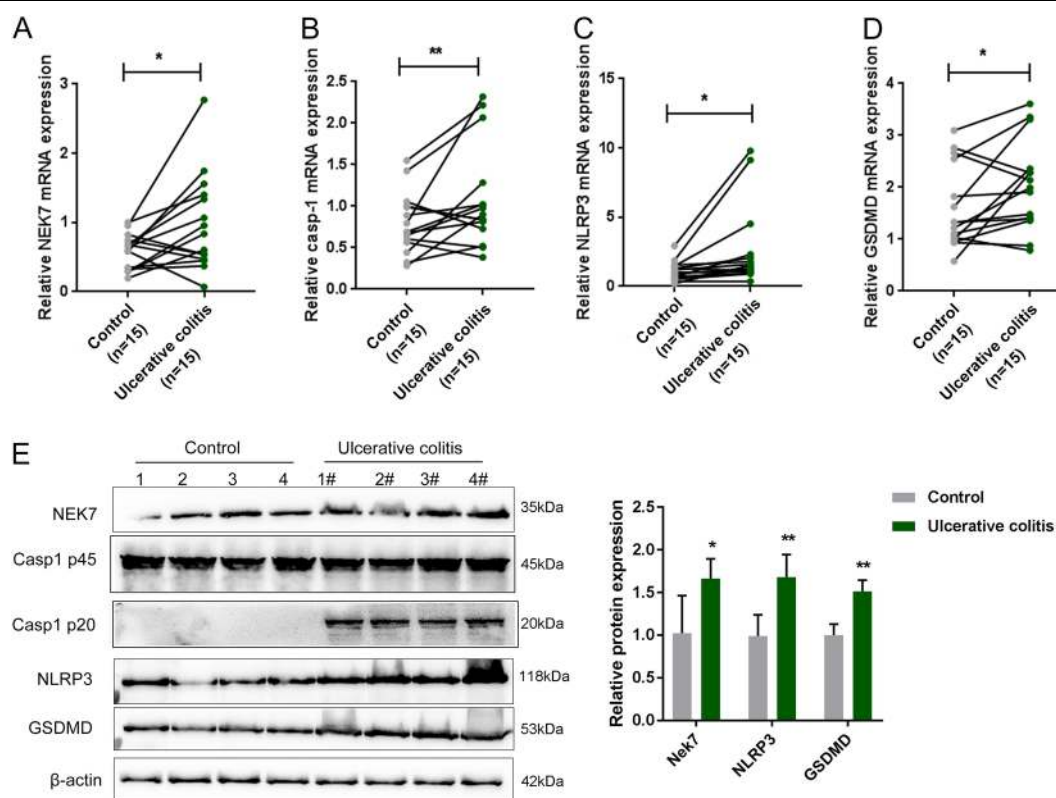 A
B
C
D
*
**
*
*
Relative NEK7 mRNA expression
3
2
1
0
Control
(n=15)
Ulcerative colitis
(n=15)
Relative casp-1 mRNA expression
2.5
2.0
1.5
1.0
0.5
0.0
Control
(n=15)
Ulcerative colitis
(n=15)
Relative NLRP3 mRNA expression
15
10
5
0
Control
(n=15)
Ulcerative colitis
(n=15)
Relative GSDMD mRNA expression
4
3
2
1
0
Control
(n=15)
Ulcerative colitis
(n=15)
E
Control Ulcerative colitis
1 2 3 4 1# 2# 3# 4#
NEK7 35kDa
Casp1 p45 45kDa
Casp1 p20 20kDa
NLRP3 118kDa
GSDMD 53kDa
β-actin 42kDa
Control
Ulcerative colitis
Relative protein expression
2.5
2.0
1.5
1.0
0.5
0.0
* ** **
Nek7
NLRP3
GSDMD